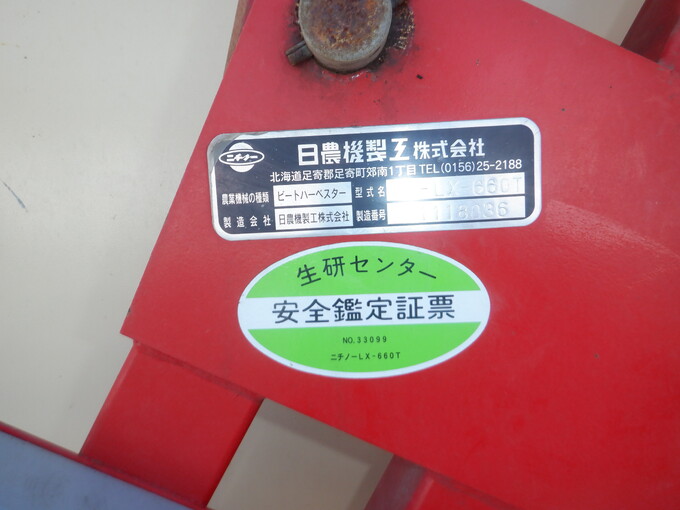 ニチノー
日農機製工株式会社
北海道足寄郡足寄町郊南1丁目 TEL(0156)25-2188
農業機械の種類 ビートハーベスター 型式名 -LX-660T
製造会社 日農機製工株式会社 製造番号
生研センター
安全鑑定証票
NO.33099
ニチノーLX-660T